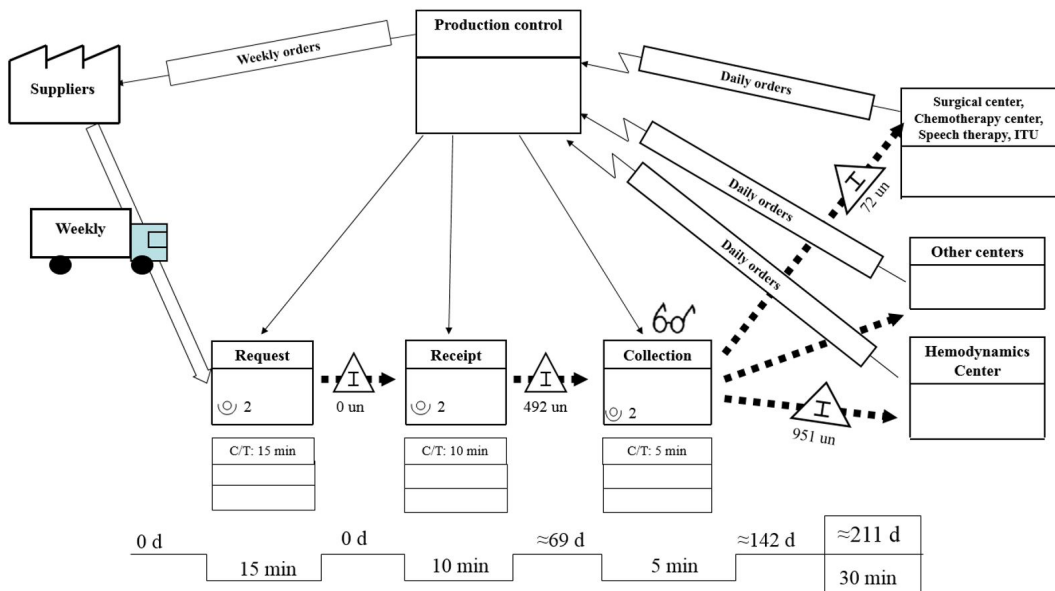 Production control
Weekly orders
Suppliers
Daily orders
Surgical center,
Chemotherapy center,
Speech therapy, ITU
I
72 un
Daily orders
Weekly
Other centers
Daily orders
Request
Receipt
Collection
Hemodynamics
Center
2
I
0 un
2
I
492 un
2
I
951 un
C/T: 15 min
C/T: 10 min
C/T: 5 min
0 d
0 d
≈69 d
≈142 d
≈211 d
15 min
10 min
5 min
30 min